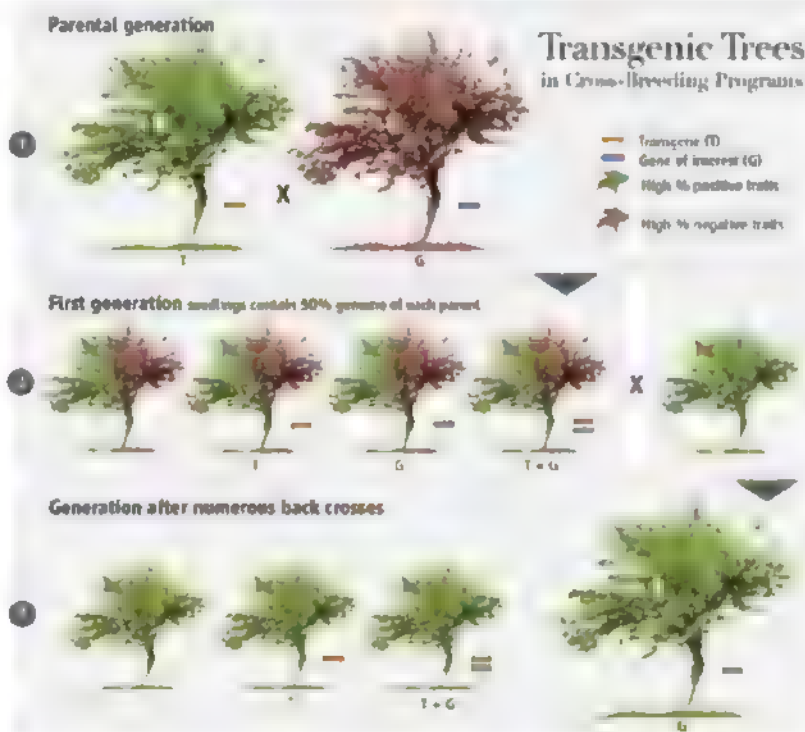 Parental generation
Transgenic Trees
in Cross-Breeding Programs
Transgene (T)
Gene of interest (G)
High % positive traits
High % negative traits
1
X
T
G
First generation seedlings contain 50% genome of each parent
X
T
G
T + G
Generation after numerous back crosses
T + G
G